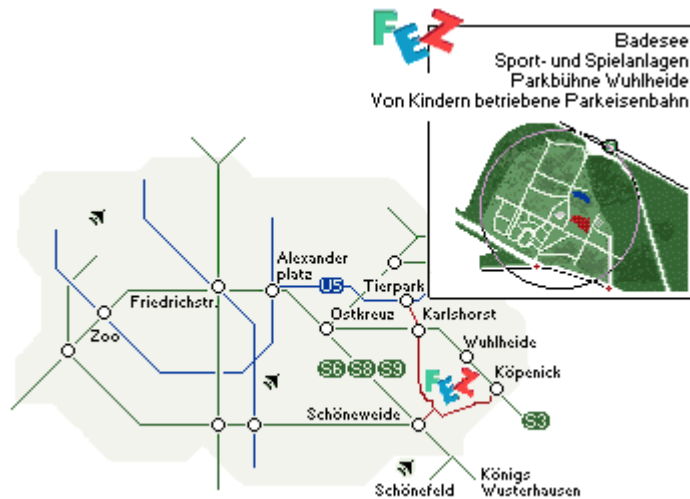 FEZ
Badesee
Sport- und Spielanlagen
Parkbühne Wuhlheide
Von Kindern betriebene Parkeisenbahn
Alexander
platz
U5
Tierpark
Friedrichstr.
Ostkreuz
Karlshorst
Zoo
Wuhlheide
S6 S8 S9
Köpenick
FEZ
Schöneweide
S3
Schönefeld
Königs
Wusterhausen